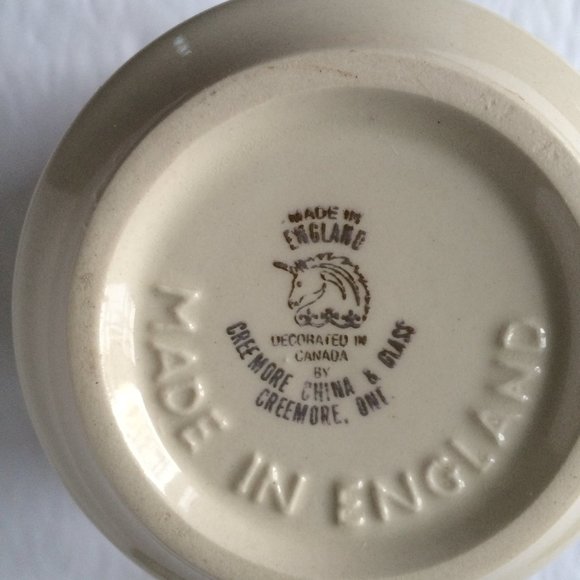 MADE IN
ENGLAND
DECORATED IN
CANADA
BY
CREEMORE CHINA & GLASS
CREEMORE, ONT.
MADE IN ENGLAND